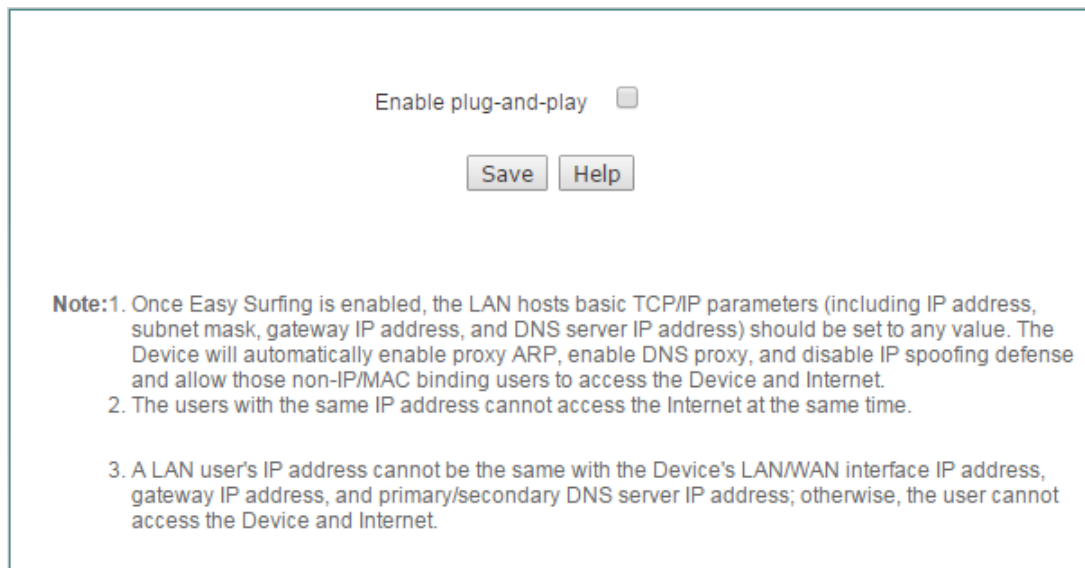 Enable plug-and-play
Save Help
Note:1. Once Easy Surfing is enabled, the LAN hosts basic TCP/IP parameters (including IP address,
subnet mask, gateway IP address, and DNS server IP address) should be set to any value. The
Device will automatically enable proxy ARP, enable DNS proxy, and disable IP spoofing defense
and allow those non-IP/MAC binding users to access the Device and Internet.
2. The users with the same IP address cannot access the Internet at the same time.
3. A LAN user's IP address cannot be the same with the Device's LAN/WAN interface IP address,
gateway IP address, and primary/secondary DNS server IP address; otherwise, the user cannot
access the Device and Internet.